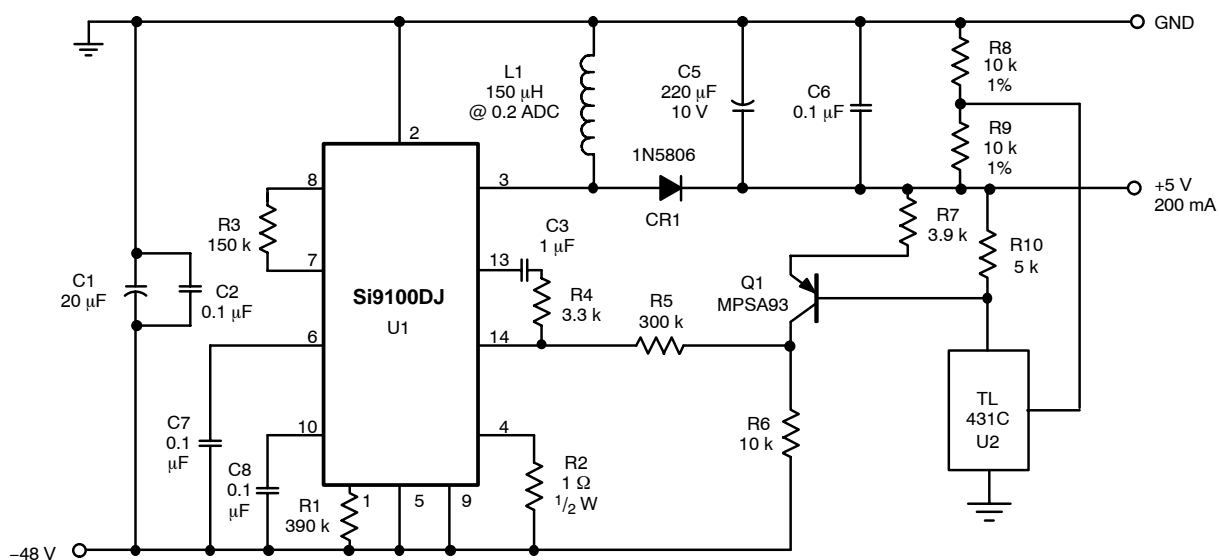 GND
L1
150 μH
@ 0.2 ADC
C5
220 μF
10 V
C6
0.1 μF
R8
10 k
1%
R9
10 k
1%
2
1N5806
CR1
8
3
+5 V
200 mA
R3
150 k
7
13
C3
1 μF
R7
3.9 k
R10
5 k
C1
20 μF
C2
0.1 μF
Si9100DJ
U1
R4
3.3 k
Q1
MPSA93
R5
300 k
6
14
C7
0.1
μF
10
4
R6
10 k
TL
431C
U2
C8
0.1
μF
R2
1 Ω
1/2 W
R1
390 k
1
5
9
–48 V